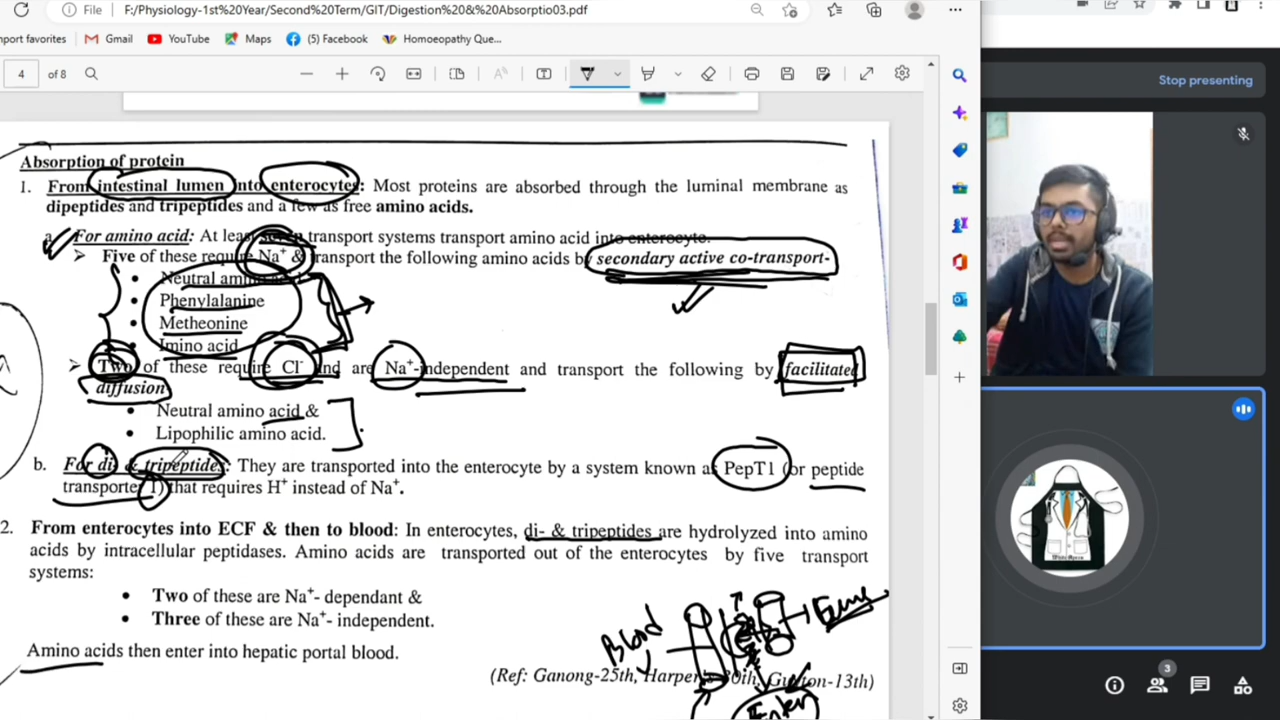 File F:/Physiology-1st%20Year/Second%20Term/GIT/Digestion%20&%20Absorptio03.pdf
mport favorites Gmail YouTube Maps (5) Facebook Homoeopathy Que...
4 of 8
Stop presenting
Absorption of protein
1. From intestinal lumen into enterocytes: Most proteins are absorbed through the luminal membrane as
dipeptides and tripeptides and a few as free amino acids.
a. For amino acid: At least seven transport systems transport amino acid into enterocyte.
➤ Five of these require Na⁺ & transport the following amino acids by secondary active co-transport-
• Neutral amino acid
• Phenylalanine
• Metheonine
• Imino acid
➤ Two of these require Cl⁻ and are Na⁺-independent and transport the following by facilitated
diffusion
• Neutral amino acid &
• Lipophilic amino acid.
b. For di- & tripeptides: They are transported into the enterocyte by a system known as PepT1 (or peptide
transporter 1) that requires H⁺ instead of Na⁺.
2. From enterocytes into ECF & then to blood: In enterocytes, di- & tripeptides are hydrolyzed into amino
acids by intracellular peptidases. Amino acids are transported out of the enterocytes by five transport
systems:
• Two of these are Na⁺- dependant &
• Three of these are Na⁺- independent.
Amino acids then enter into hepatic portal blood.
Blood
(Ref: Ganong-25th, Harper's 30th, Guyton-13th)
3